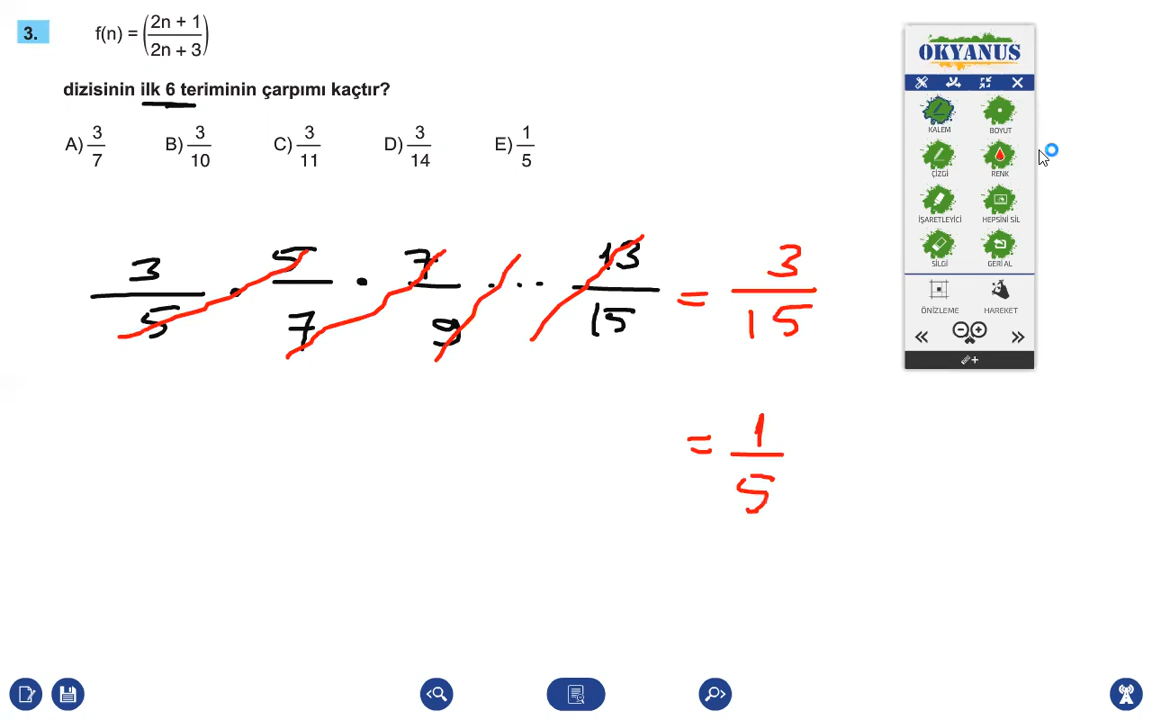 3. f(n) = (2n + 1 / 2n + 3)
dizisinin ilk 6 teriminin çarpımı kaçtır?
A) 3/7 B) 3/10 C) 3/11 D) 3/14 E) 1/5
3/5 · 5/7 · 7/9 ... 13/15 = 3/15
= 1/5
OKYANUS
KALEM BOYUT
ÇİZGİ RENK
İŞARETLEYİCİ HEPSİNİ SİL
SİLGİ GERİ AL
ÖNİZLEME HAREKET